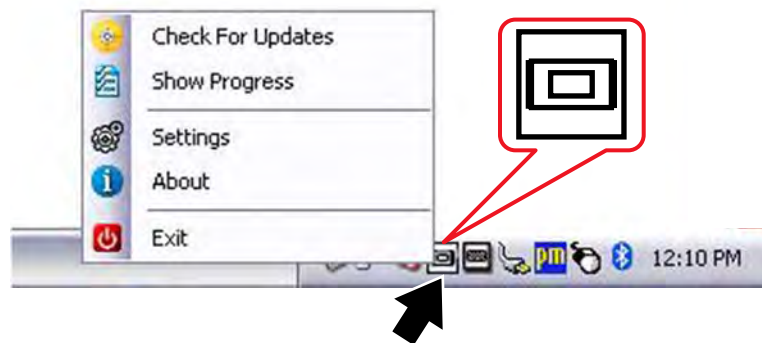 Check For Updates
Show Progress
Settings
About
Exit
pm
12:10 PM